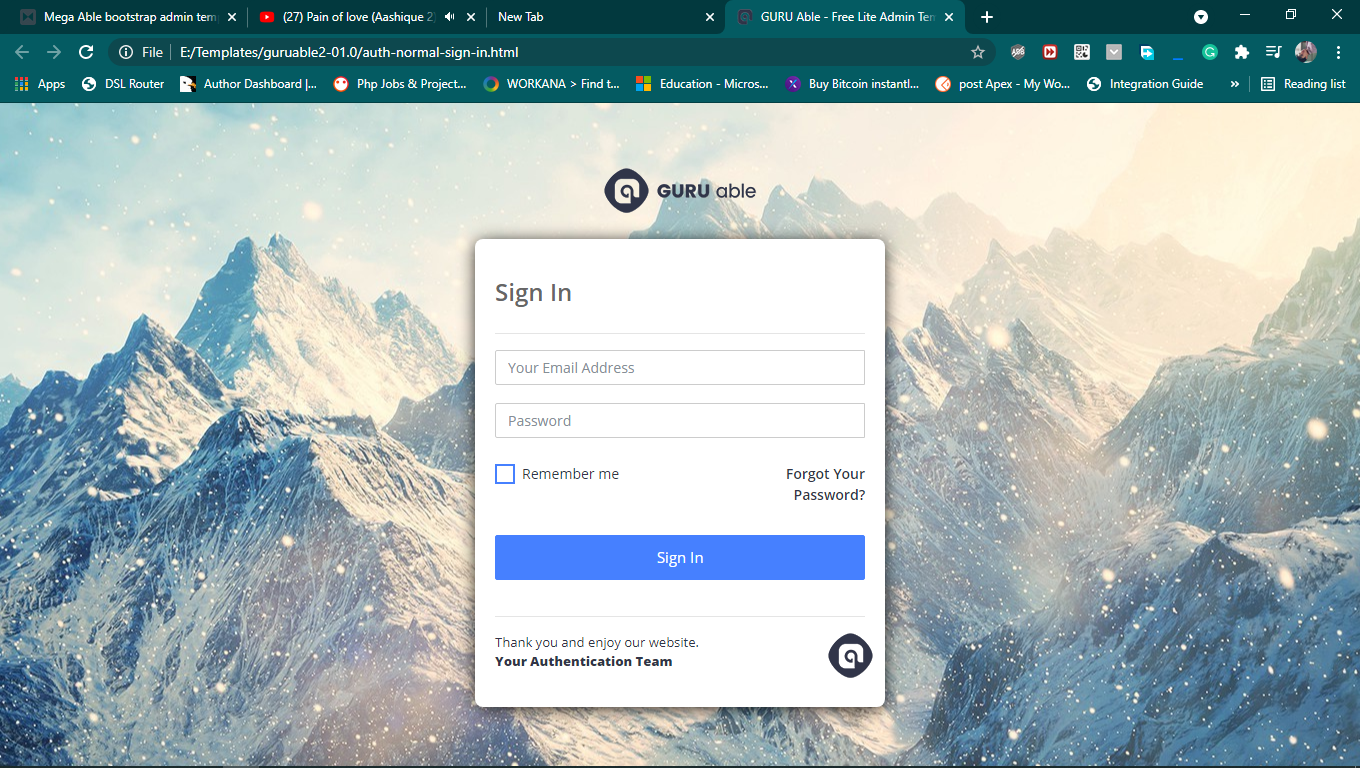 Mega Able bootstrap admin tem
(27) Pain of love (Aashique 2)
New Tab
GURU Able - Free Lite Admin Tem
File
E:/Templates/guruable2-01.0/auth-normal-sign-in.html
Apps
DSL Router
Author Dashboard |...
Php Jobs & Project...
WORKANA > Find t...
Education - Micros...
Buy Bitcoin instantl...
post Apex - My Wo...
Integration Guide
»
Reading list
GURU able
Sign In
Your Email Address
Password
Remember me
Forgot Your
Password?
Sign In
Thank you and enjoy our website.
Your Authentication Team